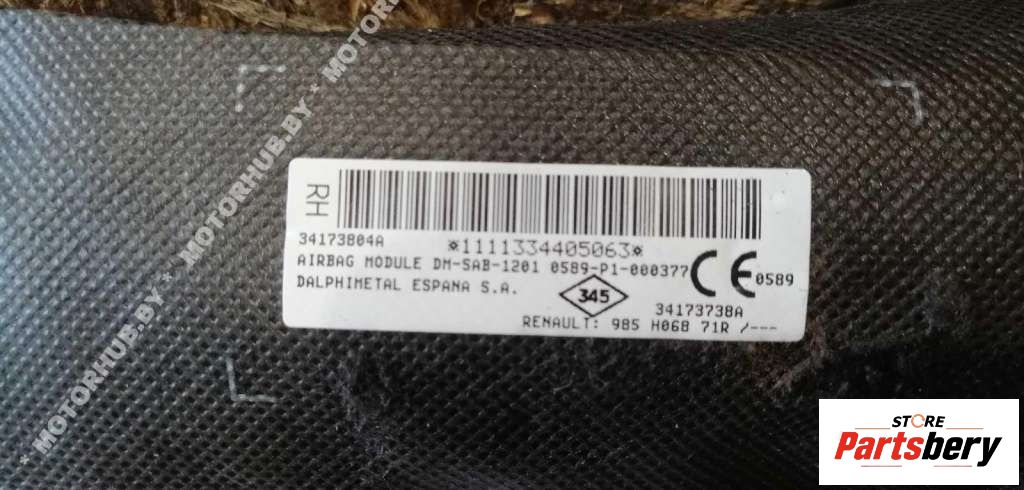 * MOTORHUB.BY * MOTORHUB.BY * MOTORHUB.BY
RH
34173804A *1111334405063*
AIRBAG MODULE DM-SAB-1201 0589-P1-000377 CE 0589
DALPHIMETAL ESPANA S.A. 345 34173738A
RENAULT: 985 H068 71R /---
STORE
Partsbery